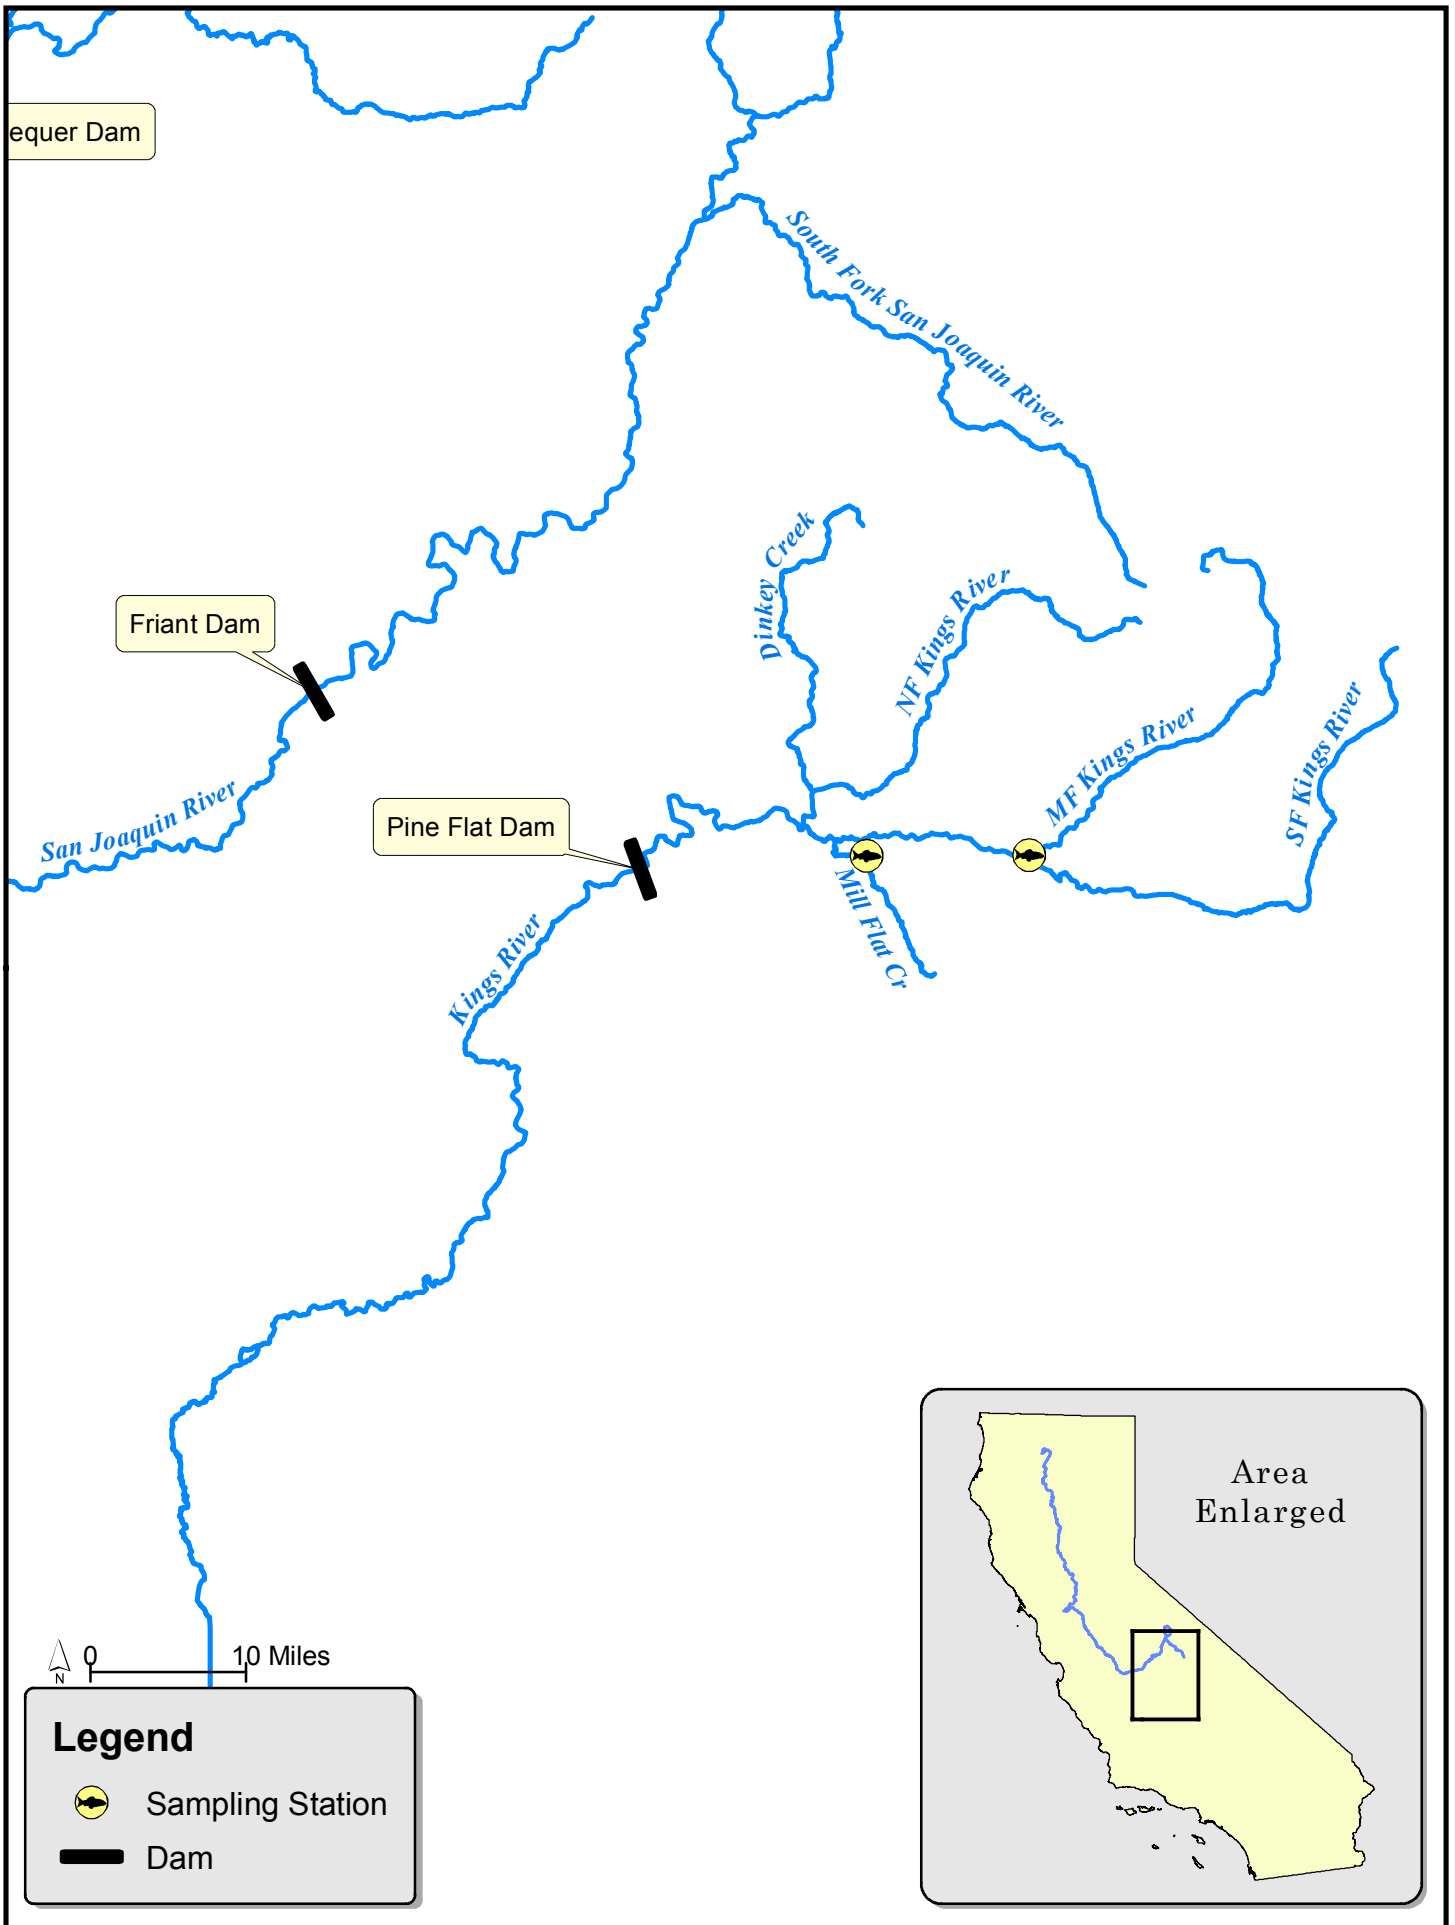 equer Dam
South Fork San Joaquin River
Dinkey Creek
NF Kings River
Friant Dam
MF Kings River
SF Kings River
San Joaquin River
Pine Flat Dam
Mill Flat Cr
Kings River
Area
Enlarged
N
0 10 Miles
Legend
Sampling Station
Dam